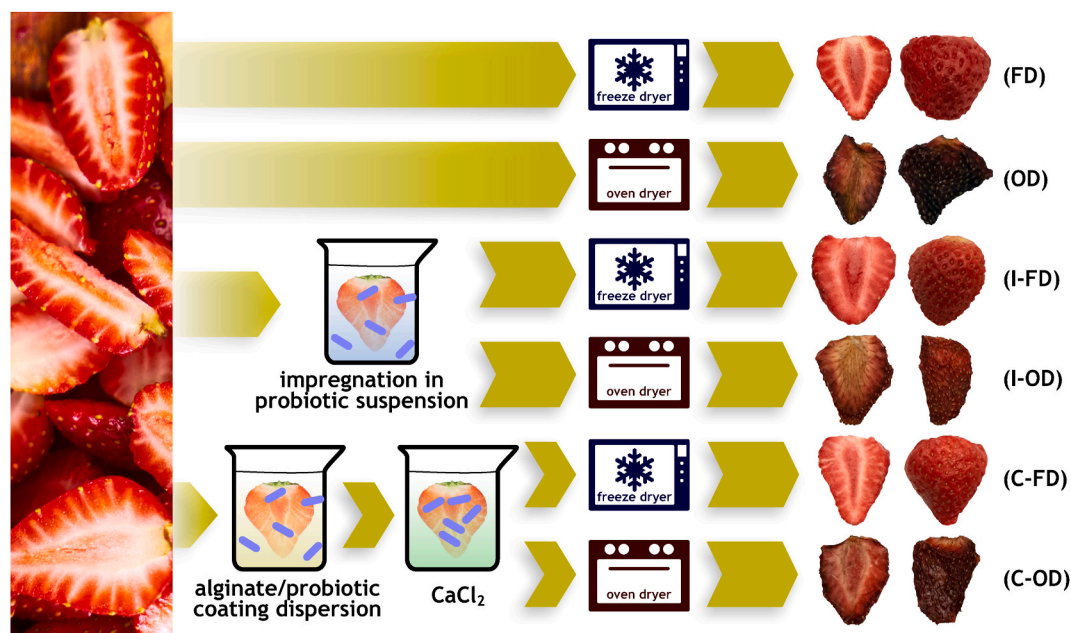 freeze dryer
(FD)
oven dryer
(OD)
freeze dryer
(I-FD)
impregnation in
probiotic suspension
oven dryer
(I-OD)
freeze dryer
(C-FD)
alginate/probiotic
coating dispersion
CaCl₂
oven dryer
(C-OD)